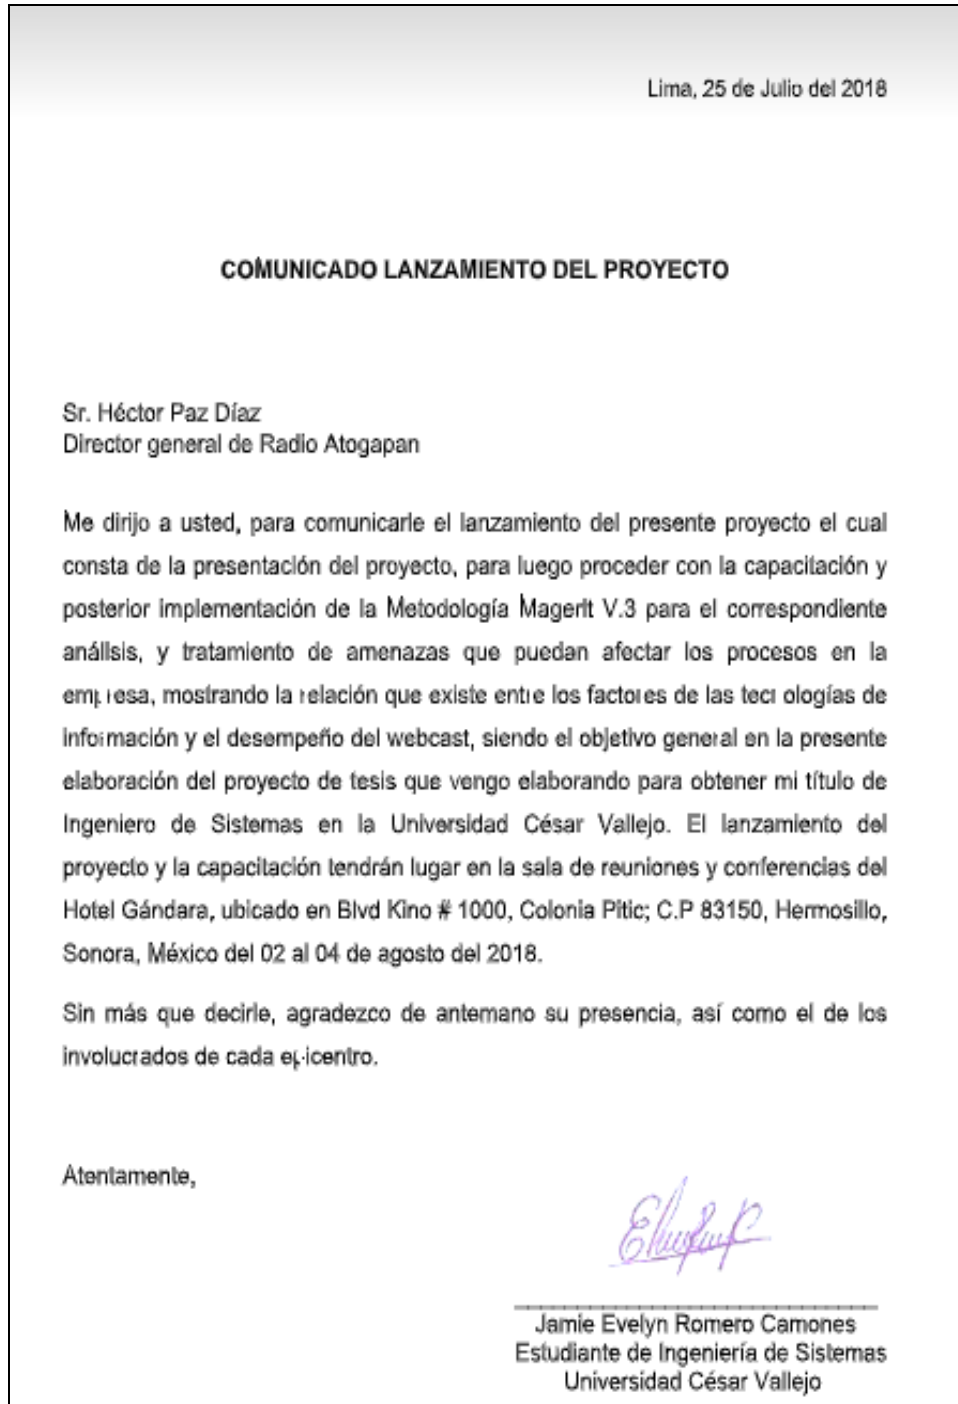 Lima, 25 de Julio del 2018
COMUNICADO LANZAMIENTO DEL PROYECTO
Sr. Héctor Paz Díaz
Director general de Radio Atogapan
Me dirijo a usted, para comunicarle el lanzamiento del presente proyecto el cual
consta de la presentación del proyecto, para luego proceder con la capacitación y
posterior implementación de la Metodología Magerit V.3 para el correspondiente
análisis, y tratamiento de amenazas que puedan afectar los procesos en la
empresa, mostrando la relación que existe entre los factores de las tecnologías de
información y el desempeño del webcast, siendo el objetivo general en la presente
elaboración del proyecto de tesis que vengo elaborando para obtener mi título de
Ingeniero de Sistemas en la Universidad César Vallejo. El lanzamiento del
proyecto y la capacitación tendrán lugar en la sala de reuniones y conferencias del
Hotel Gándara, ubicado en Blvd Kino # 1000, Colonia Pitic; C.P 83150, Hermosillo,
Sonora, México del 02 al 04 de agosto del 2018.
Sin más que decirle, agradezco de antemano su presencia, así como el de los
involucrados de cada epicentro.
Atentamente,
Jamie Evelyn Romero Camones
Estudiante de Ingeniería de Sistemas
Universidad César Vallejo